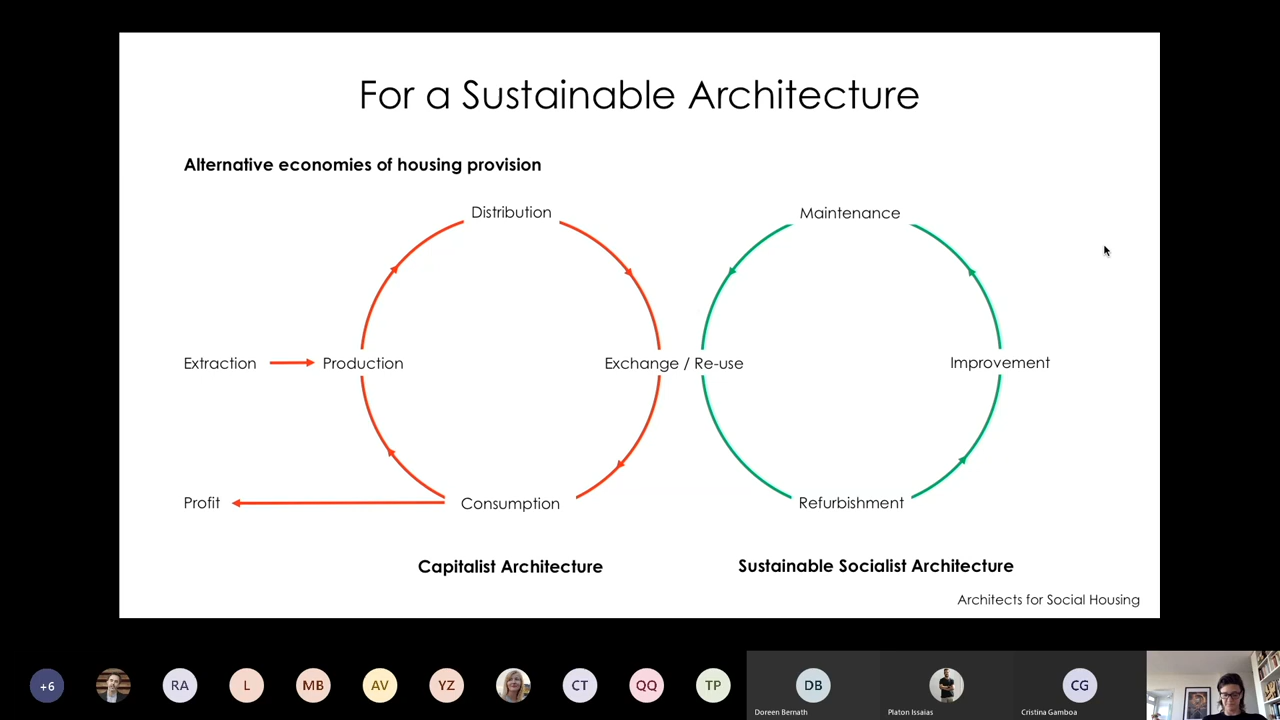 For a Sustainable Architecture
Alternative economies of housing provision
Distribution
Maintenance
Extraction
Production
Exchange / Re-use
Improvement
Profit
Consumption
Refurbishment
Capitalist Architecture
Sustainable Socialist Architecture
Architects for Social Housing
+6
RA
L
MB
AV
YZ
CT
QQ
TP
DB
CG
Doreen Bernath
Platon Issaias
Cristina Gamboa